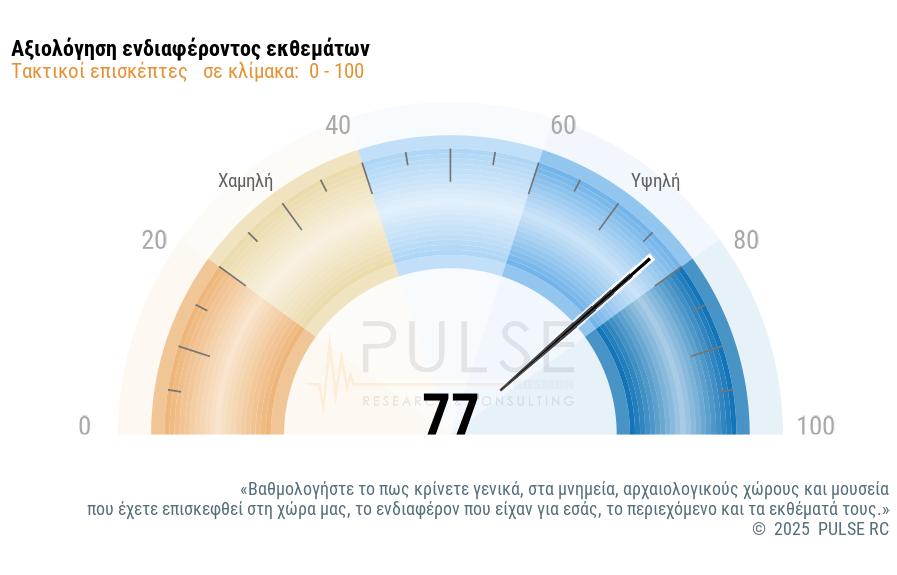 Αξιολόγηση ενδιαφέροντος εκθεμάτων
Τακτικοί επισκέπτες σε κλίμακα: 0 - 100
40
60
Χαμηλή
Υψηλή
20
80
PULSE
RESEARCH & CONSULTING
77
0
100
«Βαθμολογήστε το πως κρίνετε γενικά, στα μνημεία, αρχαιολογικούς χώρους και μουσεία
που έχετε επισκεφθεί στη χώρα μας, το ενδιαφέρον που είχαν για εσάς, το περιεχόμενο και τα εκθέματά τους.»
© 2025 PULSE RC